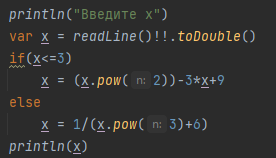 println("Введите x")
var x = readLine()!!.toDouble()
if(x<=3)
x = (x.pow( n: 2))-3*x+9
else
x = 1/(x.pow( n: 3)+6)
println(x)